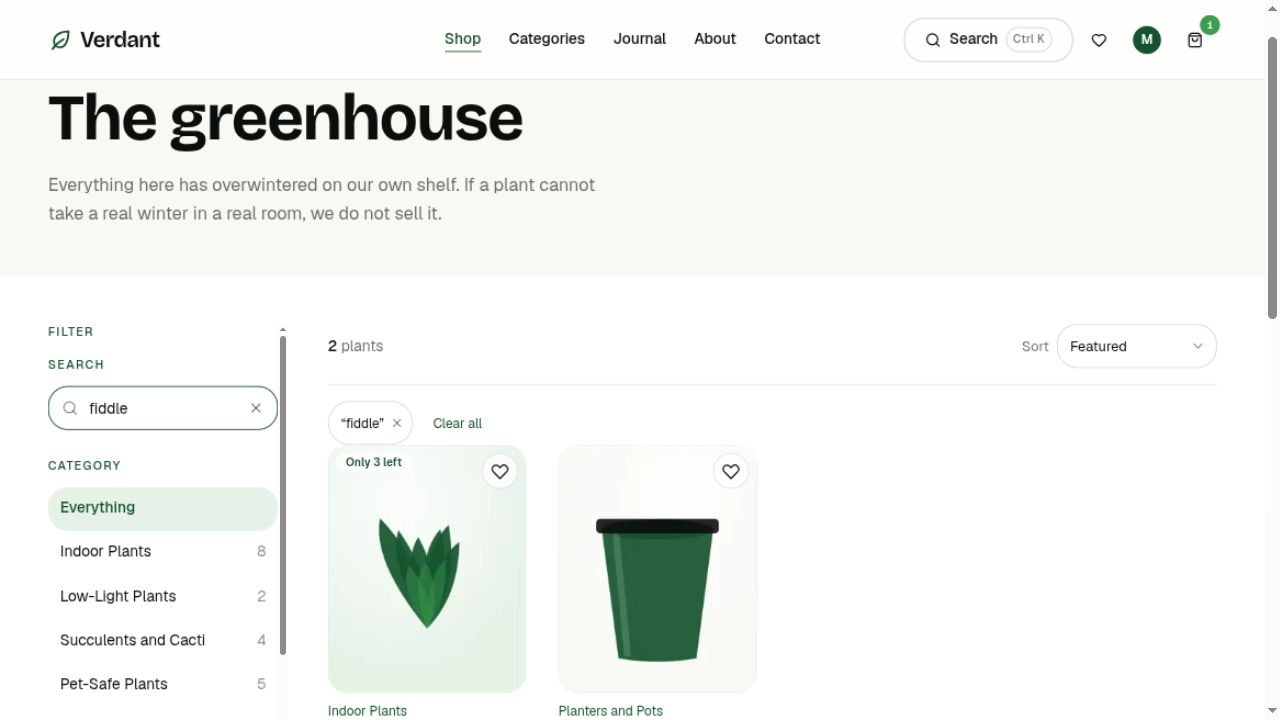 Verdant
Shop
Categories
Journal
About
Contact
Search
Ctrl K
M
1
The greenhouse
Everything here has overwintered on our own shelf. If a plant cannot
take a real winter in a real room, we do not sell it.
FILTER
SEARCH
fiddle
CATEGORY
Everything
Indoor Plants 8
Low-Light Plants 2
Succulents and Cacti 4
Pet-Safe Plants 5
2 plants
Sort
Featured
“fiddle”
Clear all
Only 3 left
Indoor Plants
Planters and Pots